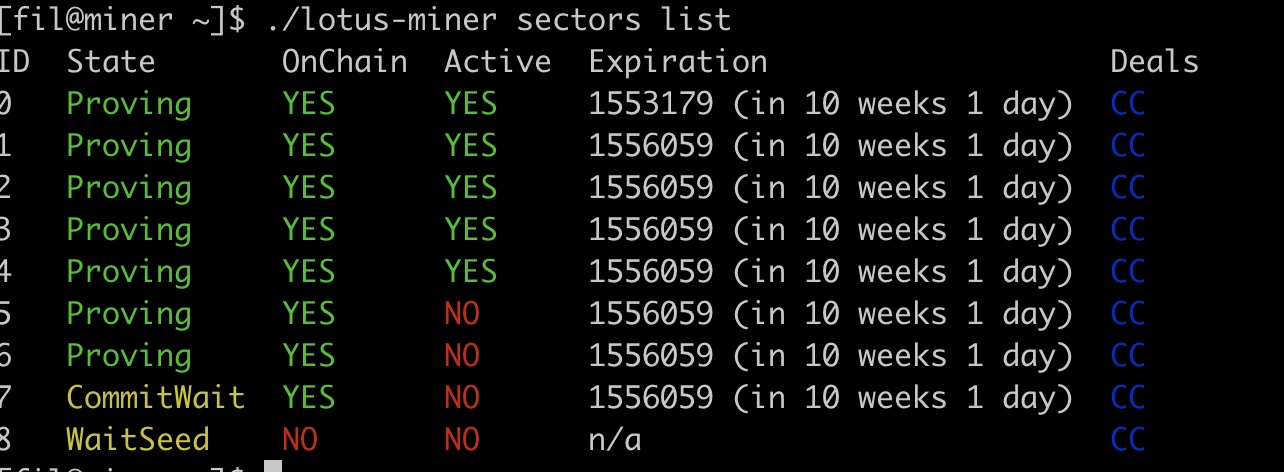 [fil@miner ~]$ ./lotus-miner sectors list
ID State OnChain Active Expiration Deals
0 Proving YES YES 1553179 (in 10 weeks 1 day) CC
1 Proving YES YES 1556059 (in 10 weeks 1 day) CC
2 Proving YES YES 1556059 (in 10 weeks 1 day) CC
3 Proving YES YES 1556059 (in 10 weeks 1 day) CC
4 Proving YES YES 1556059 (in 10 weeks 1 day) CC
5 Proving YES NO 1556059 (in 10 weeks 1 day) CC
6 Proving YES NO 1556059 (in 10 weeks 1 day) CC
7 CommitWait YES NO 1556059 (in 10 weeks 1 day) CC
8 WaitSeed NO NO n/a CC
[fil@miner ~]$